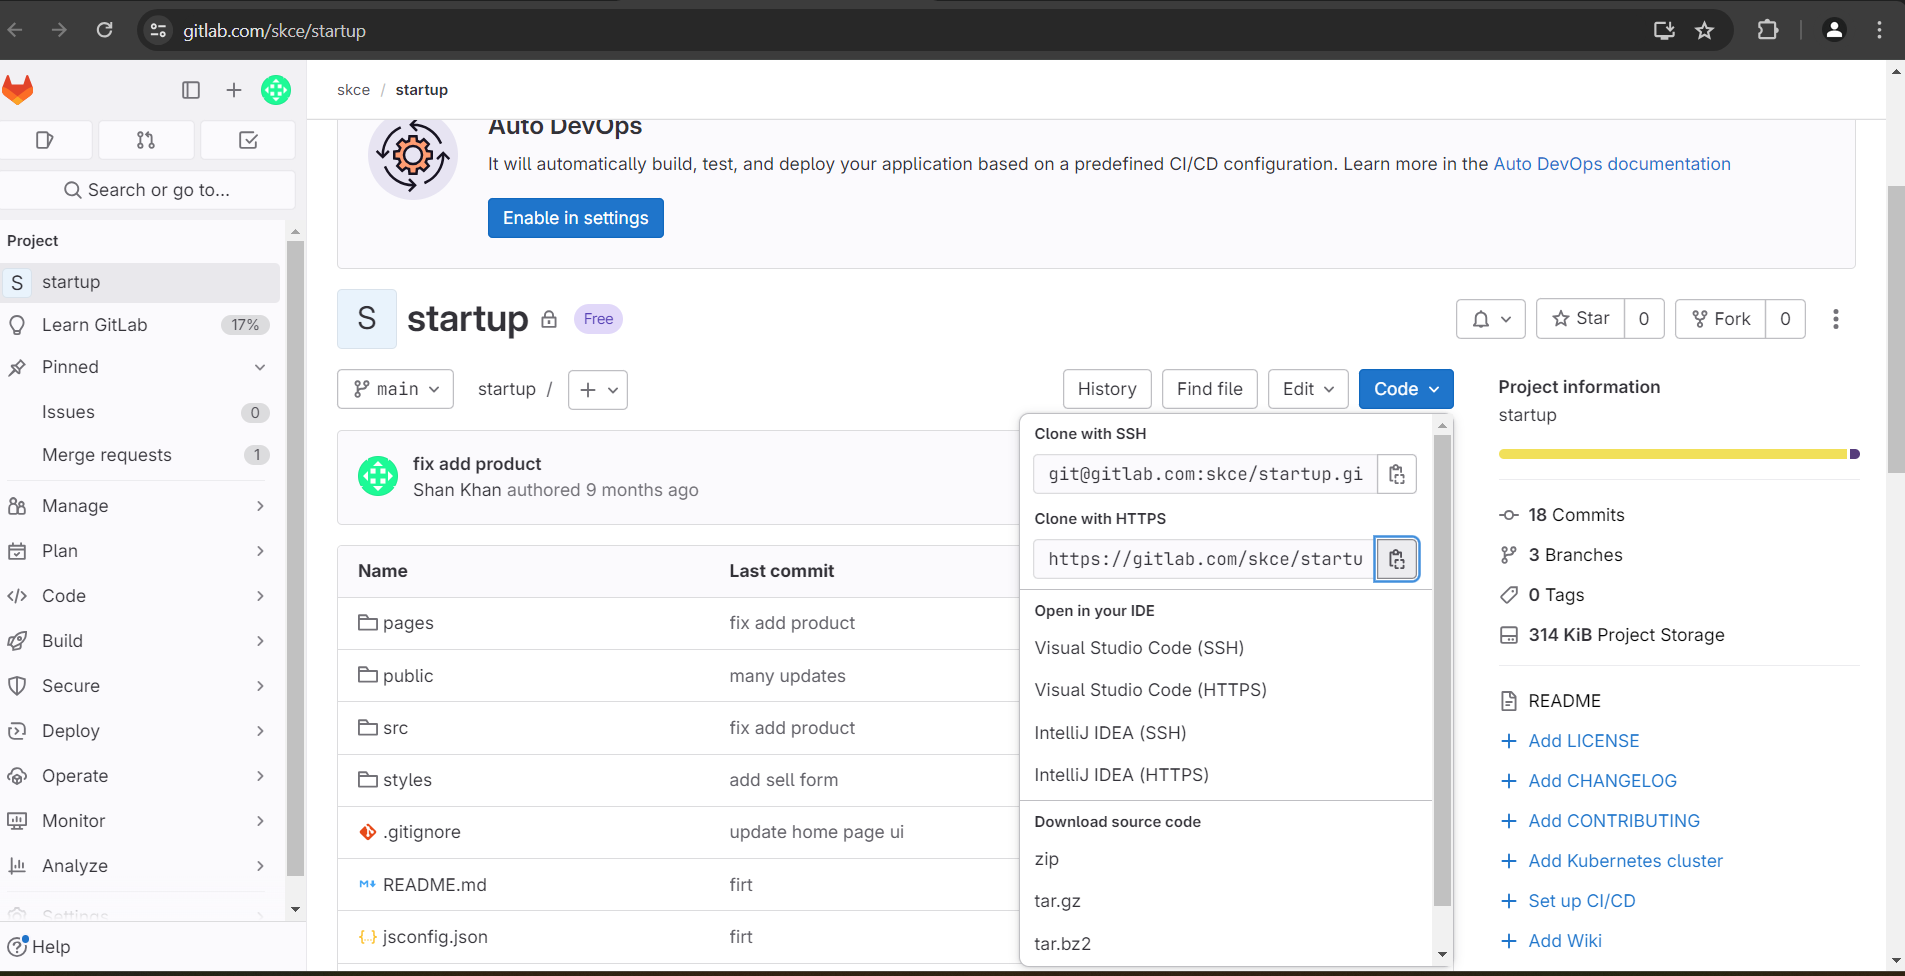 gitlab.com/skce/startup
Search or go to...
Project
S startup
Learn GitLab 17%
Pinned
Issues 0
Merge requests 1
Manage
Plan
Code
Build
Secure
Deploy
Operate
Monitor
Analyze
Settings
Help
skce / startup
Auto DevOps
It will automatically build, test, and deploy your application based on a predefined CI/CD configuration. Learn more in the Auto DevOps documentation
Enable in settings
S startup Free
Star 0
Fork 0
main
startup /
History
Find file
Edit
Code
fix add product
Shan Khan authored 9 months ago
Name Last commit
pages fix add product
public many updates
src fix add product
styles add sell form
.gitignore update home page ui
README.md firt
jsconfig.json firt
Clone with SSH
git@gitlab.com:skce/startup.gi
Clone with HTTPS
https://gitlab.com/skce/startu
Open in your IDE
Visual Studio Code (SSH)
Visual Studio Code (HTTPS)
IntelliJ IDEA (SSH)
IntelliJ IDEA (HTTPS)
Download source code
zip
tar.gz
tar.bz2
Project information
startup
18 Commits
3 Branches
0 Tags
314 KiB Project Storage
README
Add LICENSE
Add CHANGELOG
Add CONTRIBUTING
Add Kubernetes cluster
Set up CI/CD
Add Wiki